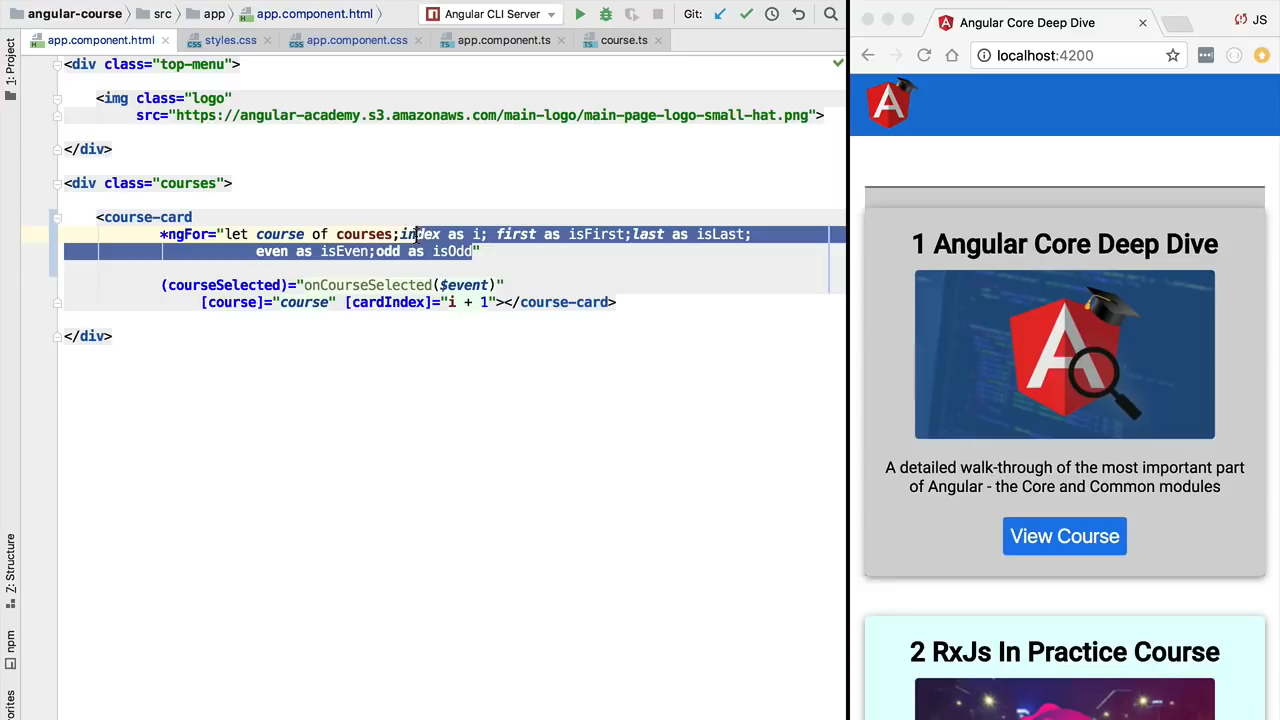 angular-course src app app.component.html Angular CLI Server Git:
app.component.html styles.css app.component.css app.component.ts course.ts
1: Project
Z: Structure
npm
<div class="top-menu">
<img class="logo"
src="https://angular-academy.s3.amazonaws.com/main-logo/main-page-logo-small-hat.png">
</div>
<div class="courses">
<course-card
*ngFor="let course of courses;index as i; first as isFirst;last as isLast;
even as isEven;odd as isOdd"
(courseSelected)="onCourseSelected($event)"
[course]="course" [cardIndex]="i + 1"></course-card>
</div>
Angular Core Deep Dive
JS
localhost:4200
1 Angular Core Deep Dive
A detailed walk-through of the most important part
of Angular - the Core and Common modules
View Course
2 RxJs In Practice Course